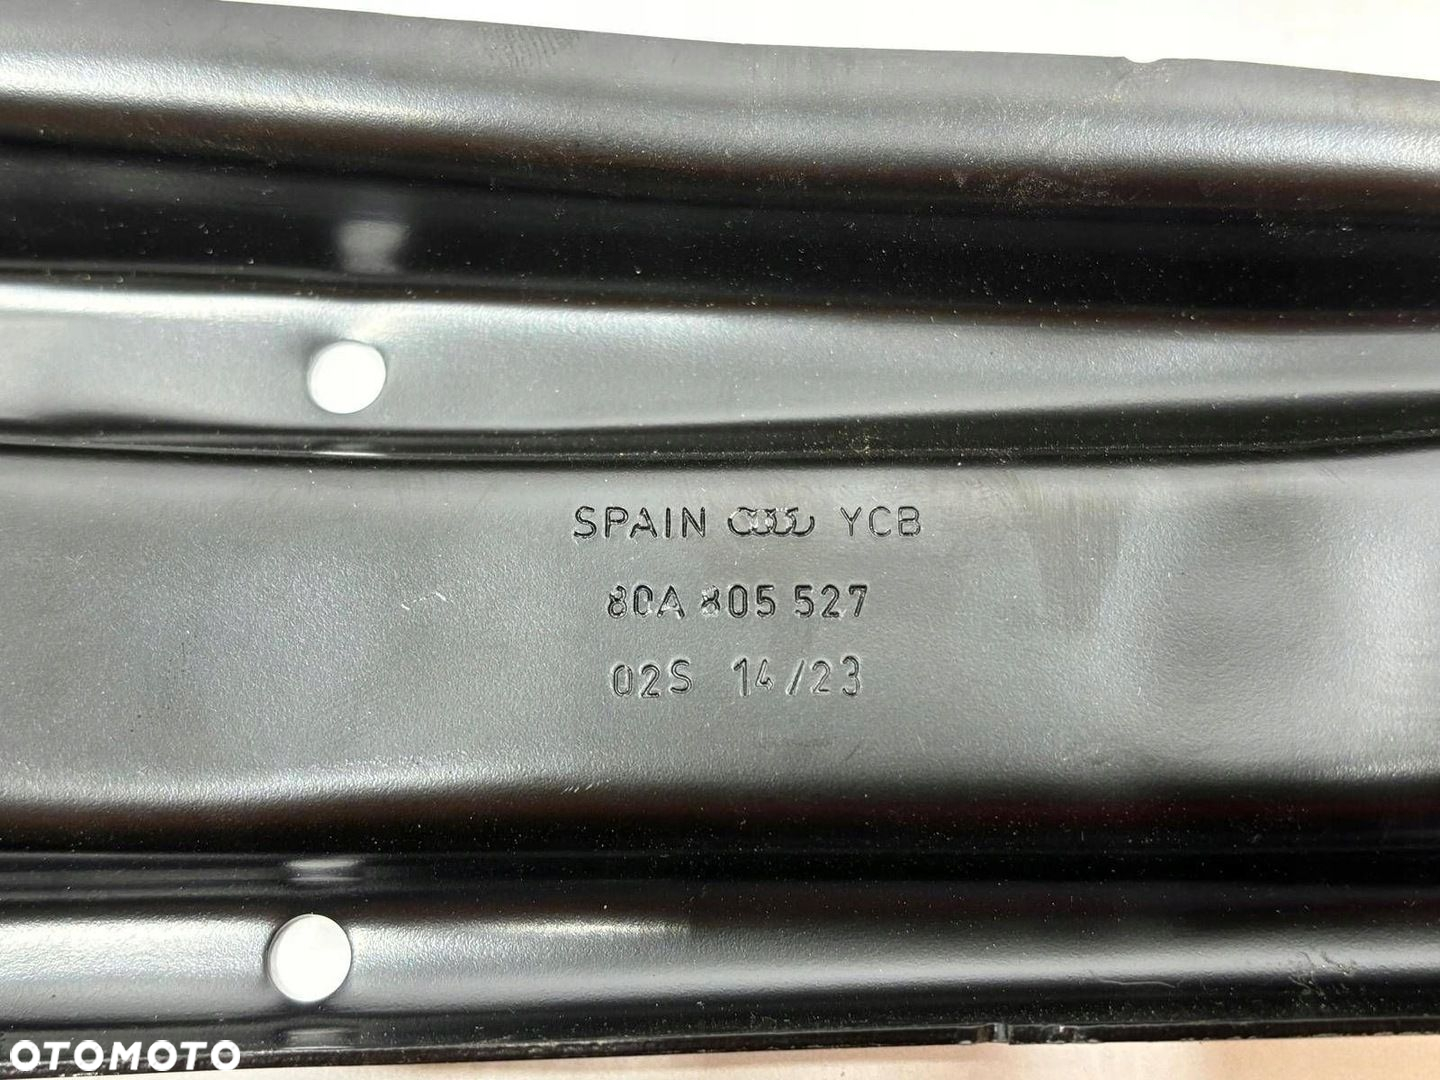 SPAIN YCB
80A 805 527
02S 14/23
OTOMOTO